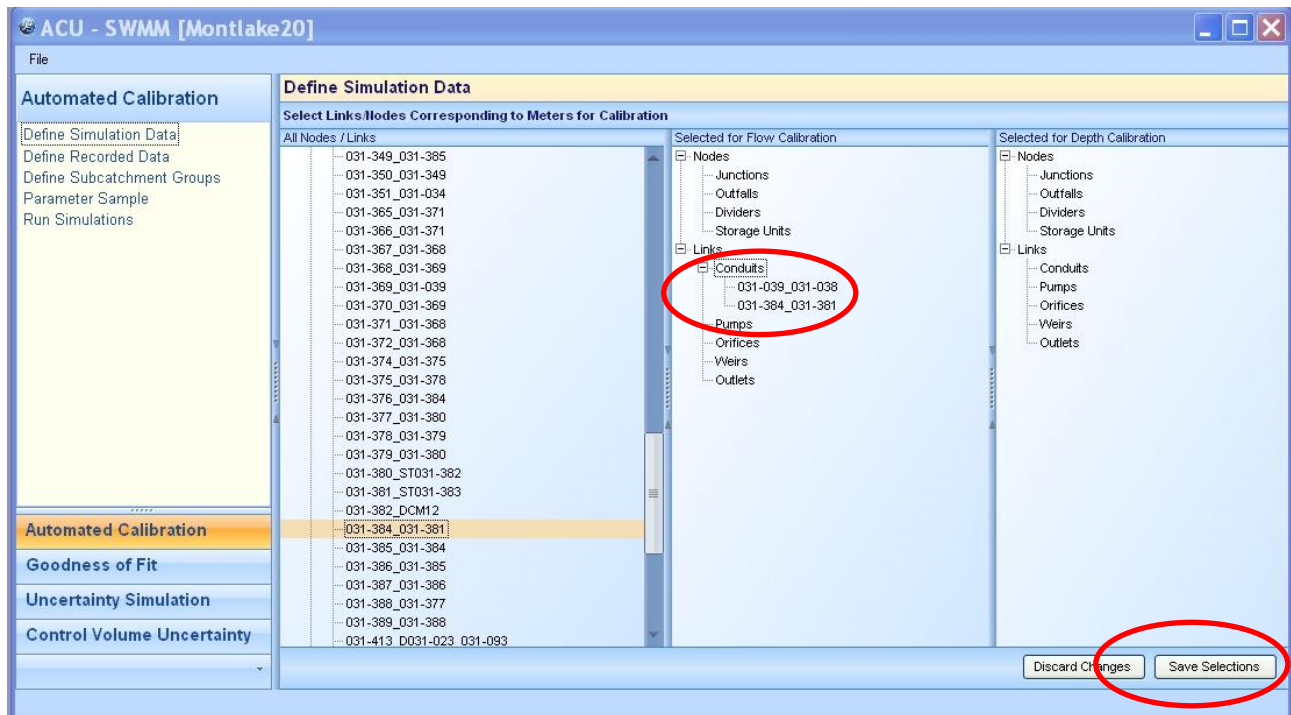 ACU - SWMM [Montlake20]
File
Automated Calibration
Define Simulation Data
Define Recorded Data
Define Subcatchment Groups
Parameter Sample
Run Simulations
Automated Calibration
Goodness of Fit
Uncertainty Simulation
Control Volume Uncertainty
Define Simulation Data
Select Links/Nodes Corresponding to Meters for Calibration
All Nodes / Links
031-349_031-385
031-350_031-349
031-351_031-034
031-365_031-371
031-366_031-371
031-367_031-368
031-368_031-369
031-369_031-039
031-370_031-369
031-371_031-368
031-372_031-368
031-374_031-375
031-375_031-378
031-376_031-384
031-377_031-380
031-378_031-379
031-379_031-380
031-380_ST031-382
031-381_ST031-383
031-382_DCM12
031-384_031-381
031-385_031-384
031-386_031-385
031-387_031-386
031-388_031-377
031-389_031-388
031-413_D031-023_031-093
Selected for Flow Calibration
Nodes
Junctions
Outfalls
Dividers
Storage Units
Links
Conduits
031-039_031-038
031-384_031-381
Pumps
Orifices
Weirs
Outlets
Selected for Depth Calibration
Nodes
Junctions
Outfalls
Dividers
Storage Units
Links
Conduits
Pumps
Orifices
Weirs
Outlets
Discard Changes
Save Selections